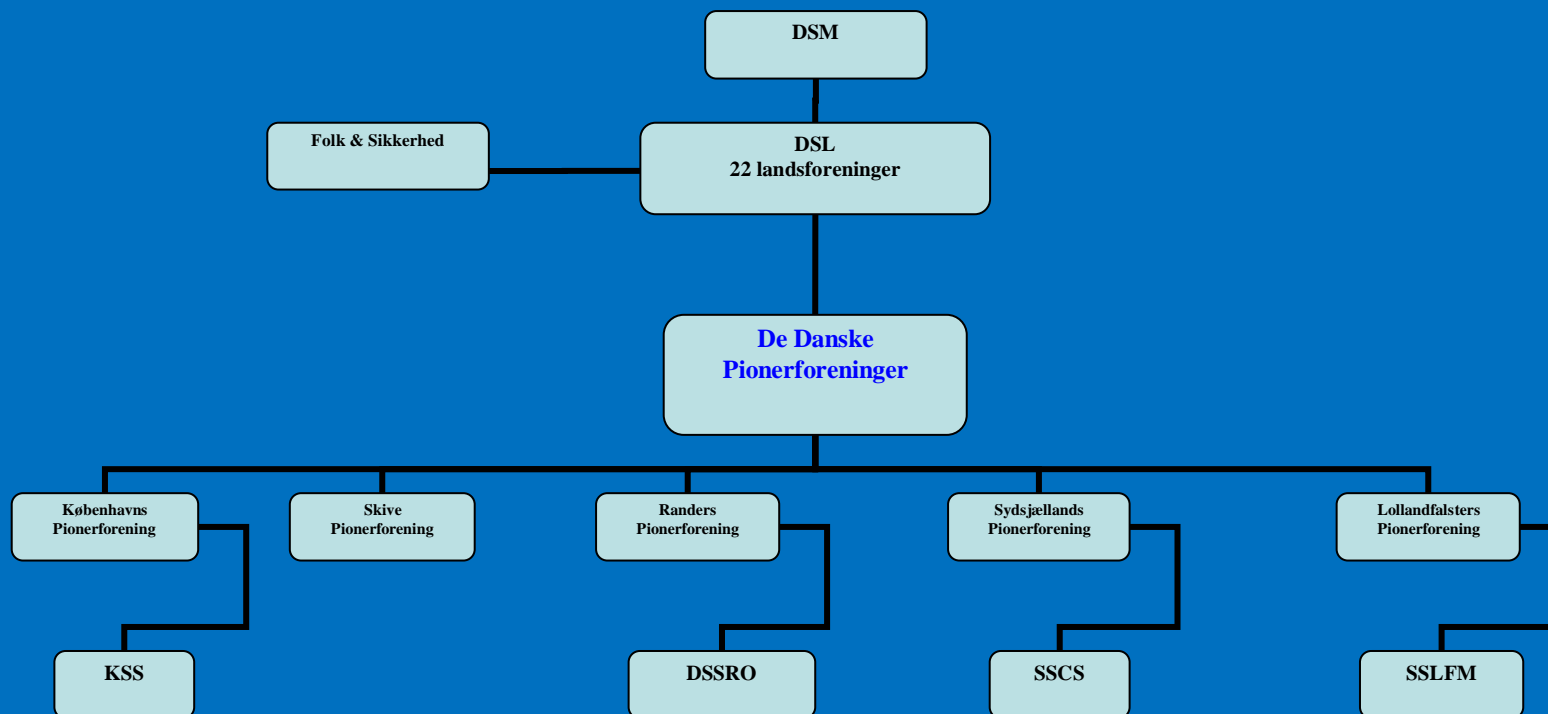 DSM
Folk & Sikkerhed
DSL
22 landsforeninger
De Danske
Pionerforeninger
Københavns
Pionerforening
Skive
Pionerforening
Randers
Pionerforening
Sydsjællands
Pionerforening
Lollandfalsters
Pionerforening
KSS
DSSRO
SSCS
SSLFM